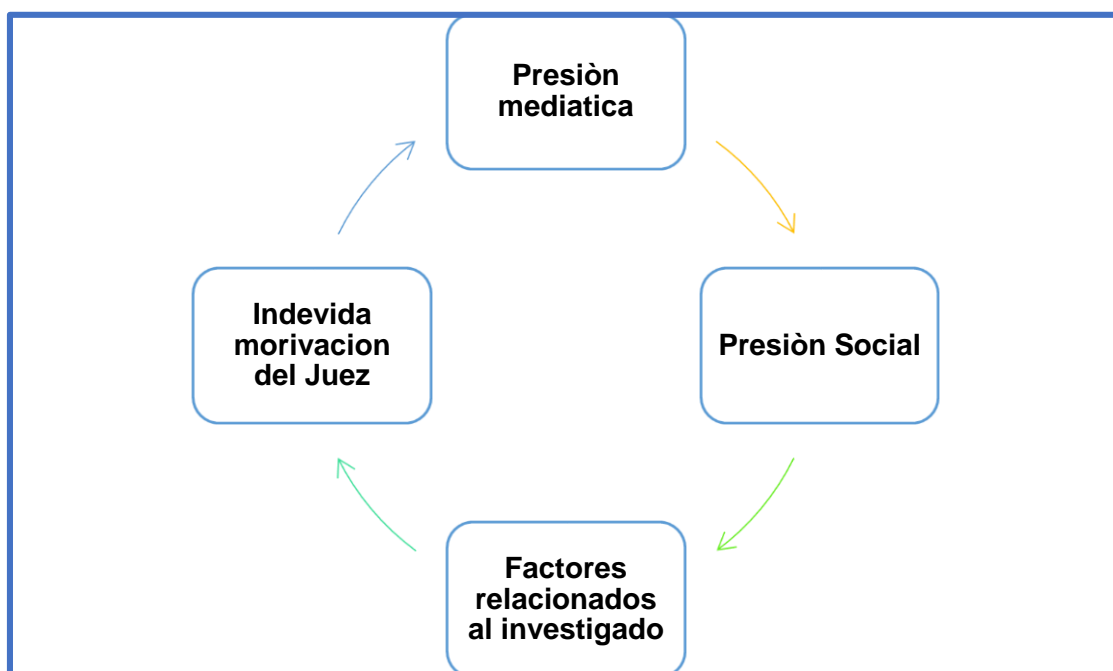 Presiòn
mediatica
Indevida
morivacion
del Juez
Presiòn Social
Factores
relacionados
al investigado